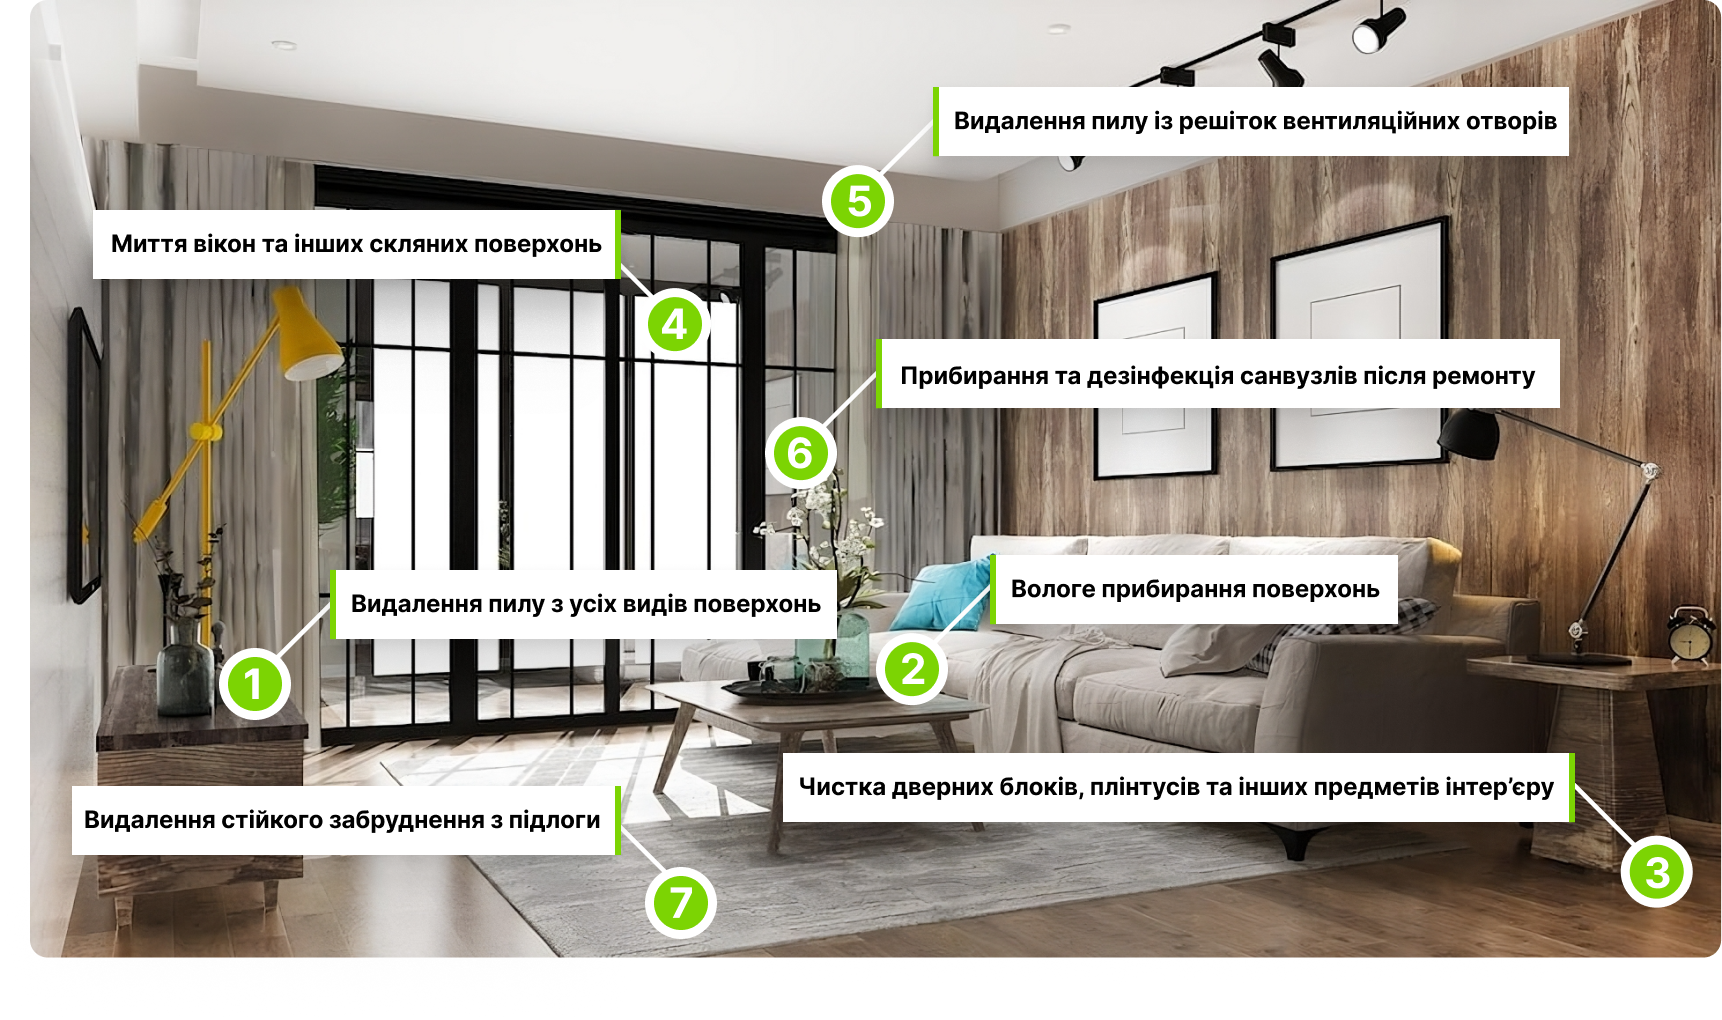 Видалення пилу із решіток вентиляційних отворів
5
Миття вікон та інших скляних поверхонь
4
Прибирання та дезінфекція санвузлів після ремонту
6
Вологе прибирання поверхонь
2
Видалення пилу з усіх видів поверхонь
1
Чистка дверних блоків, плінтусів та інших предметів інтер’єру
3
Видалення стійкого забруднення з підлоги
7